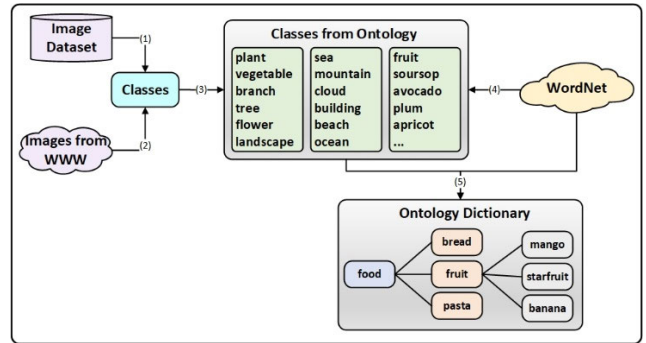 Image
Dataset
(1)
Classes
(2)
Images from
WWW
(3)
Classes from Ontology
plant
vegetable
branch
tree
flower
landscape
sea
mountain
cloud
building
beach
ocean
fruit
soursop
avocado
plum
apricot
...
(4)
WordNet
(5)
Ontology Dictionary
food
bread
fruit
pasta
mango
starfruit
banana